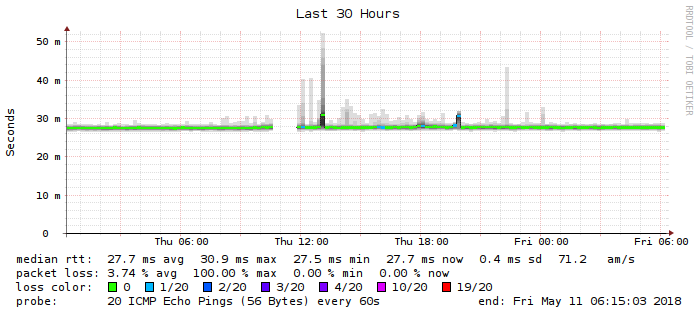 Last 30 Hours
RRDTOOL / TOBI OETIKER
Seconds
50 m
40 m
30 m
20 m
10 m
0
Thu 06:00 Thu 12:00 Thu 18:00 Fri 00:00 Fri 06:00
median rtt: 27.7 ms avg 30.9 ms max 27.5 ms min 27.7 ms now 0.4 ms sd 71.2 am/s
packet loss: 3.74 % avg 100.00 % max 0.00 % min 0.00 % now
loss color: 0 1/20 2/20 3/20 4/20 10/20 19/20
probe: 20 ICMP Echo Pings (56 Bytes) every 60s end: Fri May 11 06:15:03 2018